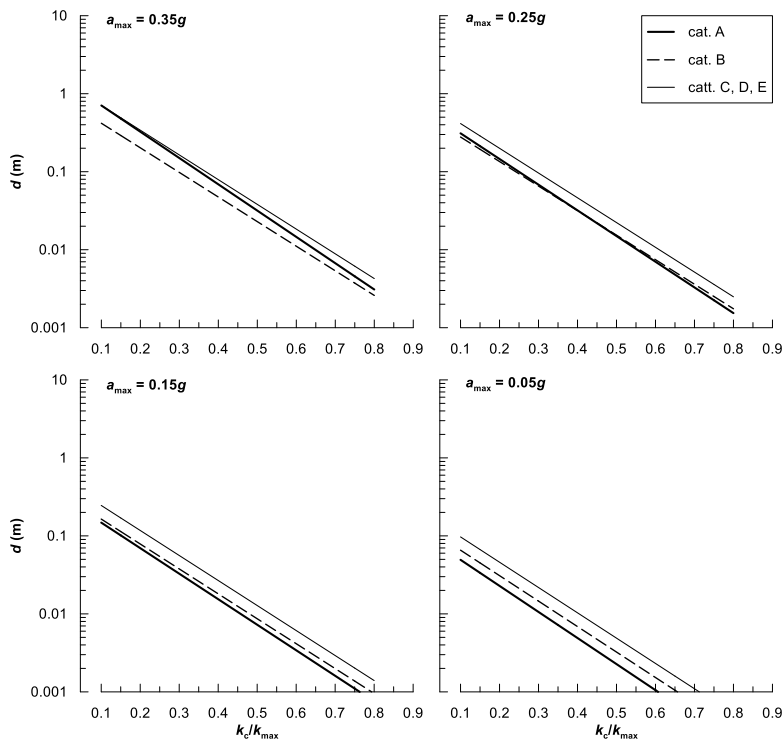 a_max = 0.35g
a_max = 0.25g
cat. A
cat. B
catt. C, D, E
10
1
0.1
0.01
0.001
d (m)
0.1 0.2 0.3 0.4 0.5 0.6 0.7 0.8 0.9
0.1 0.2 0.3 0.4 0.5 0.6 0.7 0.8 0.9
a_max = 0.15g
a_max = 0.05g
10
1
0.1
0.01
0.001
d (m)
0.1 0.2 0.3 0.4 0.5 0.6 0.7 0.8 0.9
0.1 0.2 0.3 0.4 0.5 0.6 0.7 0.8 0.9
k_c/k_max
k_c/k_max